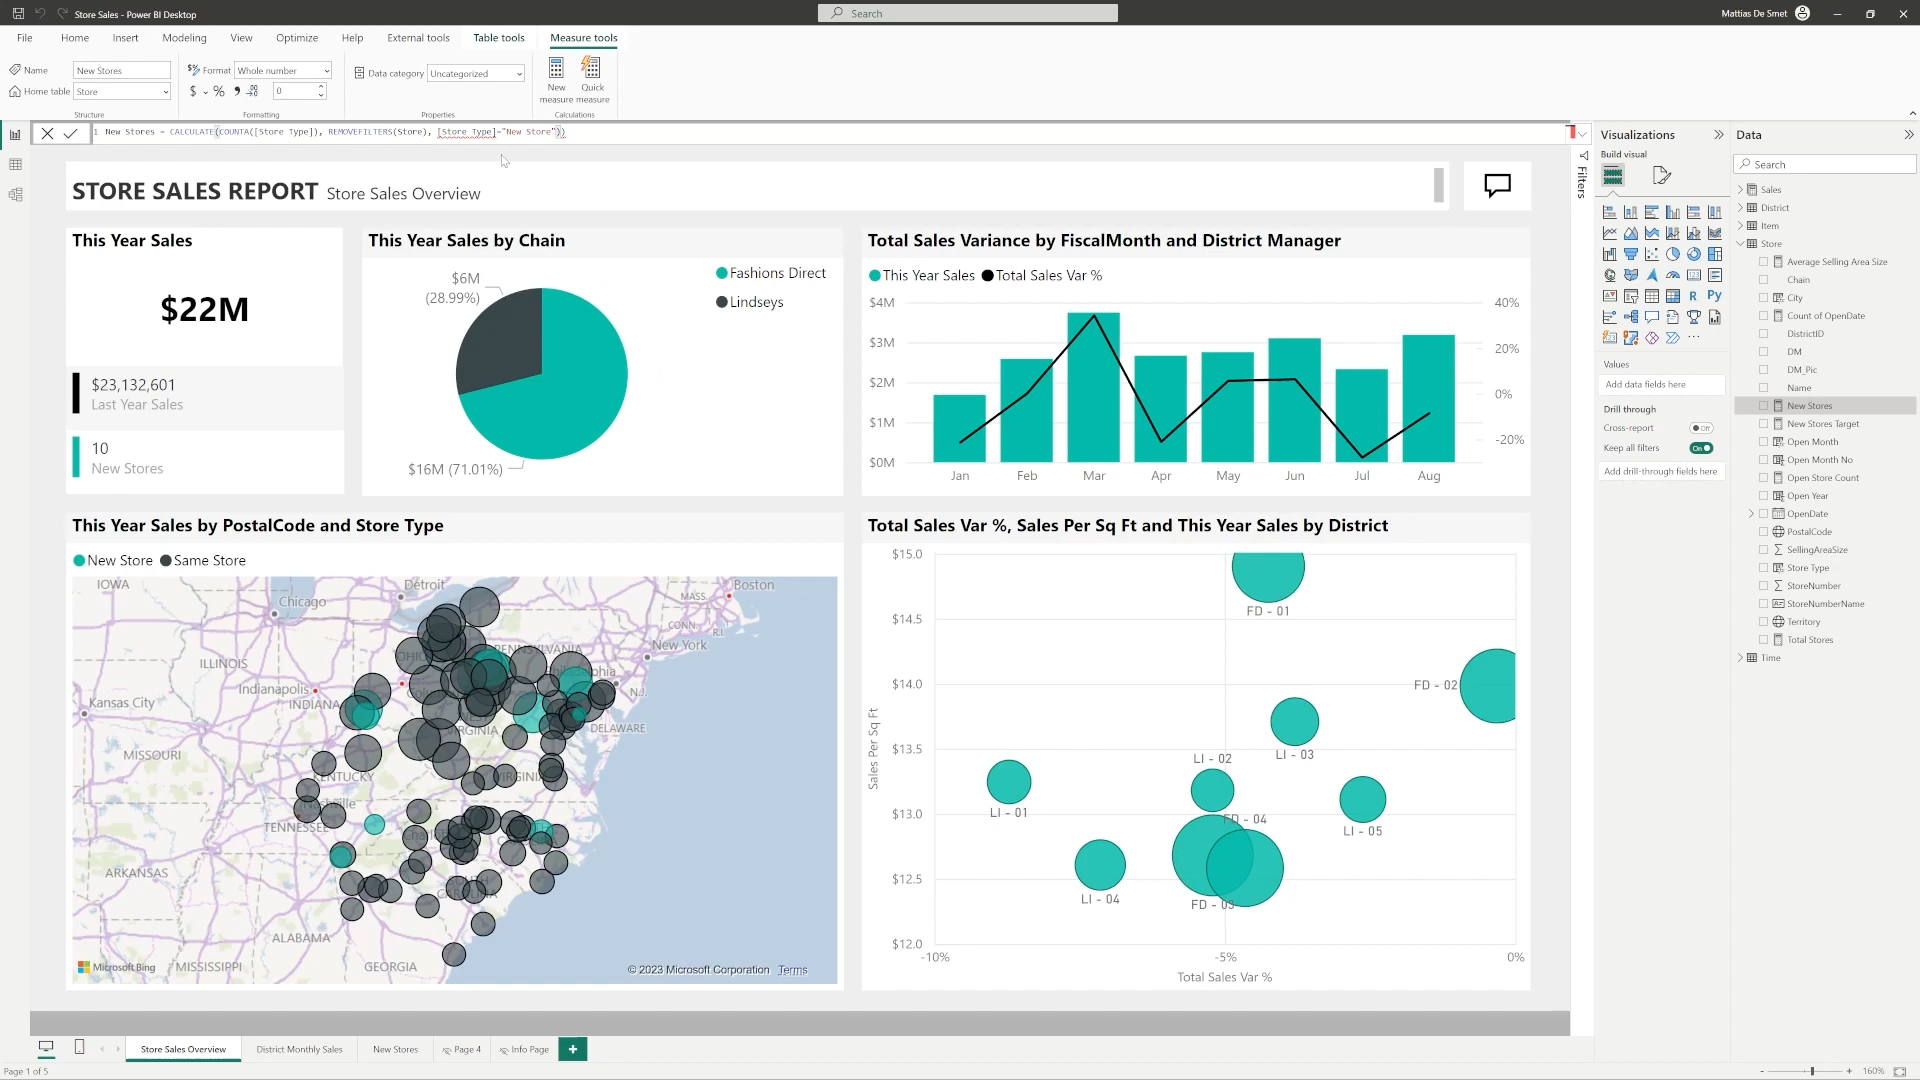 Store Sales - Power BI Desktop
Search
Mattias De Smet
File Home Insert Modeling View Optimize Help External tools Table tools Measure tools
Name New Stores
Home table Store
Structure
Format Whole number
$ % 0
Formatting
Data category Uncategorized
Properties
New measure
Quick measure
Calculations
1 New Stores = CALCULATE(COUNTA([Store Type]), REMOVEFILTERS(Store), [Store Type]="New Store"))
STORE SALES REPORT Store Sales Overview
This Year Sales
$22M
$23,132,601
Last Year Sales
10
New Stores
This Year Sales by Chain
$6M
(28.99%)
$16M (71.01%)
Fashions Direct
Lindseys
Total Sales Variance by FiscalMonth and District Manager
This Year Sales Total Sales Var %
$4M
$3M
$2M
$1M
$0M
40%
20%
0%
-20%
Jan Feb Mar Apr May Jun Jul Aug
This Year Sales by PostalCode and Store Type
New Store Same Store
IOWA
Detroit
Boston
MASS.
Chicago
CONN.
R.I.
New York
PENNSYLVANIA
OHIO
ILLINOIS
Philadelphia
Indianapolis
N.J.
Kansas City
INDIANA
DELAWARE
WEST VIRGINIA
MISSOURI
KENTUCKY
VIRGINIA
Nashville
TENNESSEE
ARKANSAS
ALABAMA
GEORGIA
MISSISSIPPI
Microsoft Bing
© 2023 Microsoft Corporation Terms
Total Sales Var %, Sales Per Sq Ft and This Year Sales by District
$15.0
$14.5
$14.0
$13.5
$13.0
$12.5
$12.0
Sales Per Sq Ft
FD - 01
FD - 02
LI - 03
LI - 02
LI - 01
FD - 04
LI - 05
LI - 04
FD - 03
-10% -5% 0%
Total Sales Var %
Filters
Visualizations
Build visual
R Py
Values
Add data fields here
Drill through
Cross-report Off
Keep all filters On
Add drill-through fields here
Data
Search
Sales
District
Item
Store
Average Selling Area Size
Chain
City
Count of OpenDate
DistrictID
DM
DM_Pic
Name
New Stores
New Stores Target
Open Month
Open Month No
Open Store Count
Open Year
OpenDate
PostalCode
SellingAreaSize
Store Type
StoreNumber
StoreNumberName
Territory
Total Stores
Time
Store Sales Overview District Monthly Sales New Stores Page 4 Info Page
Page 1 of 5
160%